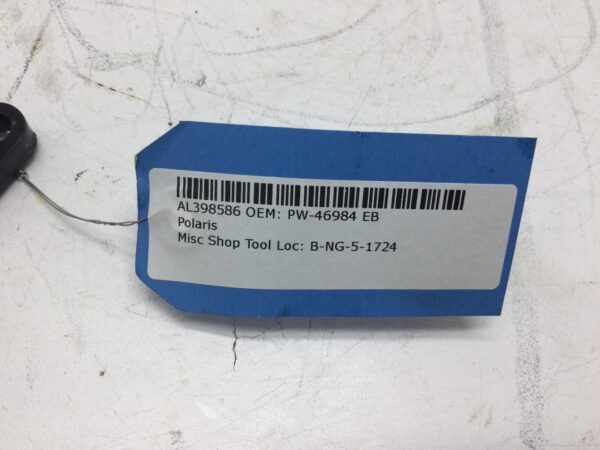 AL398586 OEM: PW-46984 EB
Polaris
Misc Shop Tool Loc: B-NG-5-1724